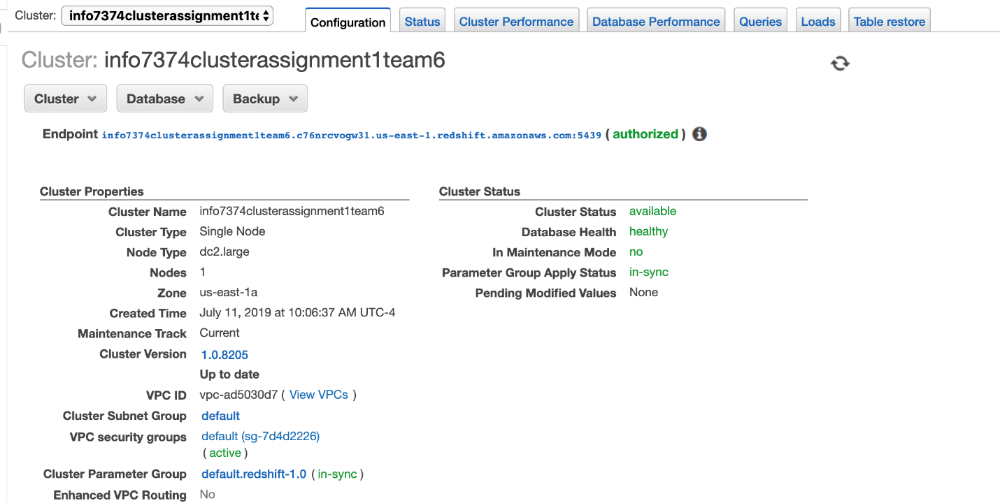 Cluster: info7374clusterassignment1te
Configuration Status Cluster Performance Database Performance Queries Loads Table restore
Cluster: info7374clusterassignment1team6
Cluster Database Backup
Endpoint info7374clusterassignment1team6.c76nrcvogw31.us-east-1.redshift.amazonaws.com:5439 ( authorized )
Cluster Properties
Cluster Name info7374clusterassignment1team6
Cluster Type Single Node
Node Type dc2.large
Nodes 1
Zone us-east-1a
Created Time July 11, 2019 at 10:06:37 AM UTC-4
Maintenance Track Current
Cluster Version 1.0.8205
Up to date
VPC ID vpc-ad5030d7 ( View VPCs )
Cluster Subnet Group default
VPC security groups default (sg-7d4d2226)
( active )
Cluster Parameter Group default.redshift-1.0 ( in-sync )
Enhanced VPC Routing No
Cluster Status
Cluster Status available
Database Health healthy
In Maintenance Mode no
Parameter Group Apply Status in-sync
Pending Modified Values None